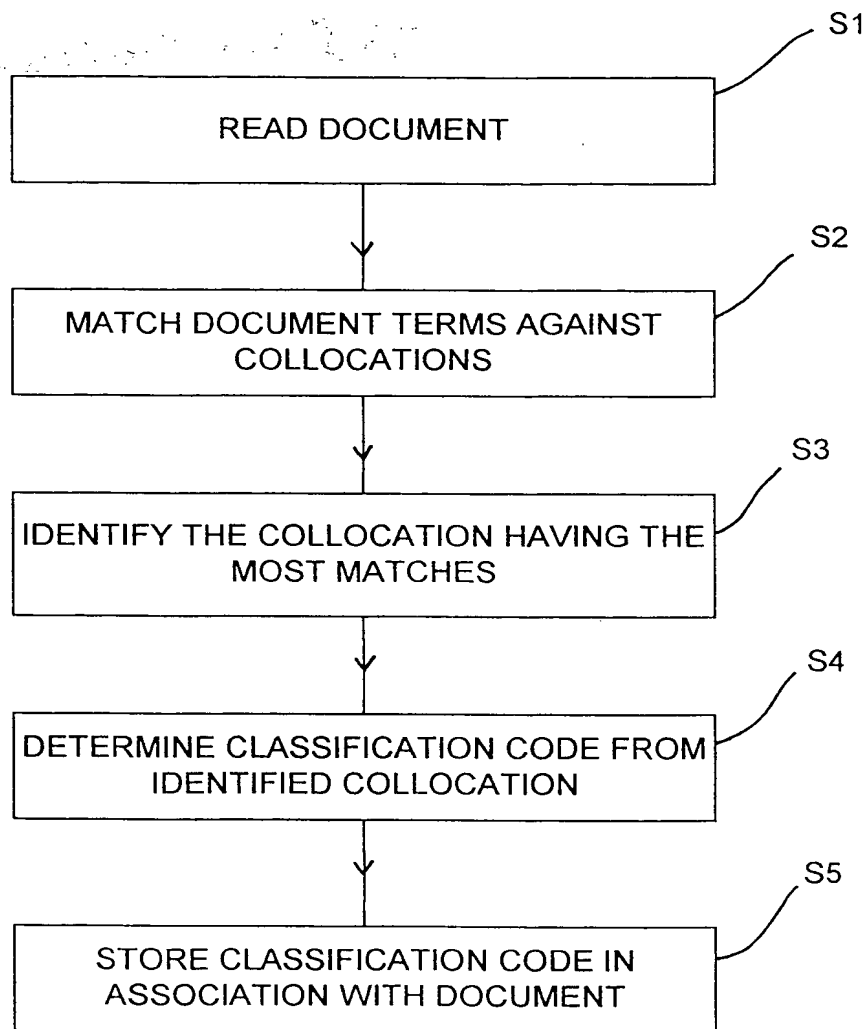 S1
READ DOCUMENT
S2
MATCH DOCUMENT TERMS AGAINST
COLLOCATIONS
S3
IDENTIFY THE COLLOCATION HAVING THE
MOST MATCHES
S4
DETERMINE CLASSIFICATION CODE FROM
IDENTIFIED COLLOCATION
S5
STORE CLASSIFICATION CODE IN
ASSOCIATION WITH DOCUMENT